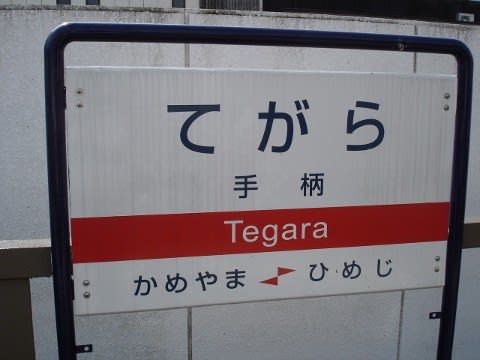 てがら
手柄
Tegara
かめやま ひめじ